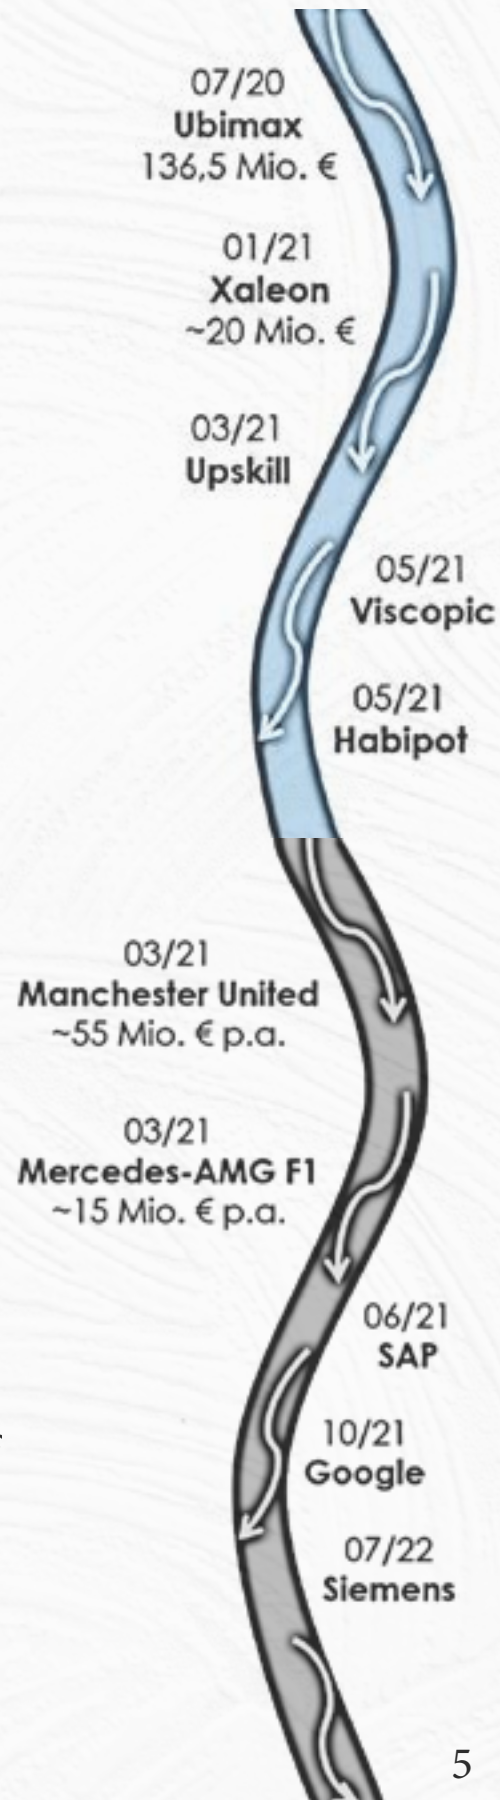 07/20
Ubimax
136,5 Mio. €
01/21
Xaleon
~20 Mio. €
03/21
Upskill
05/21
Viscopic
05/21
Habipot
03/21
Manchester United
~55 Mio. € p.a.
03/21
Mercedes-AMG F1
~15 Mio. € p.a.
06/21
SAP
10/21
Google
07/22
Siemens
5